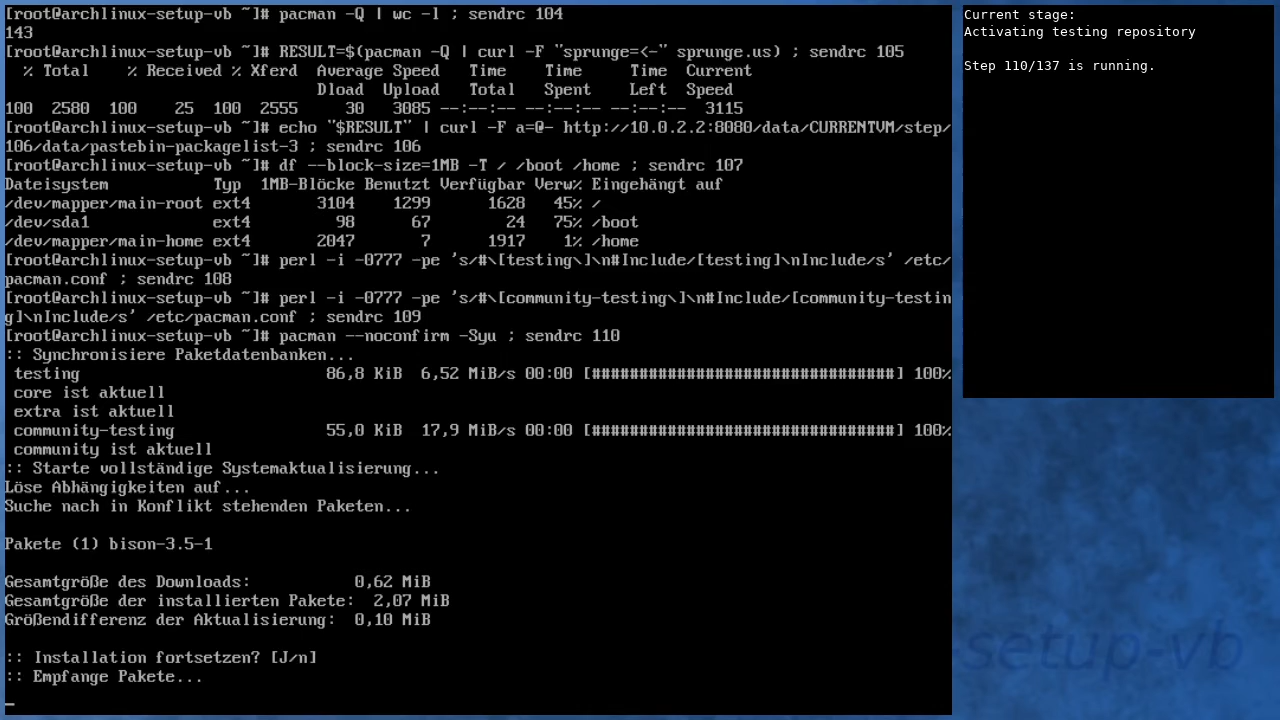 [root@archlinux-setup-vb ~]# pacman -Q | wc -l ; sendrc 104
143
[root@archlinux-setup-vb ~]# RESULT=$(pacman -Q | curl -F "sprunge=<-" sprunge.us) ; sendrc 105
  % Total    % Received % Xferd  Average Speed   Time    Time     Time  Current
                                 Dload  Upload   Total   Spent    Left  Speed
100  2580  100    25  100  2555     30   3085 --:--:-- --:--:-- --:--:--  3115
[root@archlinux-setup-vb ~]# echo "$RESULT" | curl -F a=@- http://10.0.2.2:8080/data/CURRENTVM/step/
106/data/pastebin-packagelist-3 ; sendrc 106
[root@archlinux-setup-vb ~]# df --block-size=1MB -T / /boot /home ; sendrc 107
Dateisystem           Typ  1MB-Blöcke Benutzt Verfügbar Verw% Eingehängt auf
/dev/mapper/main-root ext4       3104    1299      1628   45% /
/dev/sda1             ext4         98      67        24   75% /boot
/dev/mapper/main-home ext4       2047       7      1917    1% /home
[root@archlinux-setup-vb ~]# perl -i -0777 -pe 's/#\[testing\]\n#Include/[testing]\nInclude/s' /etc/
pacman.conf ; sendrc 108
[root@archlinux-setup-vb ~]# perl -i -0777 -pe 's/#\[community-testing\]\n#Include/[community-testin
g]\nInclude/s' /etc/pacman.conf ; sendrc 109
[root@archlinux-setup-vb ~]# pacman --noconfirm -Syu ; sendrc 110
:: Synchronisiere Paketdatenbanken...
 testing                          86,8 KiB  6,52 MiB/s 00:00 [################################] 100%
 core ist aktuell
 extra ist aktuell
 community-testing                55,0 KiB  17,9 MiB/s 00:00 [################################] 100%
 community ist aktuell
:: Starte vollständige Systemaktualisierung...
Löse Abhängigkeiten auf...
Suche nach in Konflikt stehenden Paketen...

Pakete (1) bison-3.5-1

Gesamtgröße des Downloads:           0,62 MiB
Gesamtgröße der installierten Pakete:  2,07 MiB
Größendifferenz der Aktualisierung:  0,10 MiB

:: Installation fortsetzen? [J/n]
:: Empfange Pakete...
Current stage:
Activating testing repository

Step 110/137 is running.
setup-vb